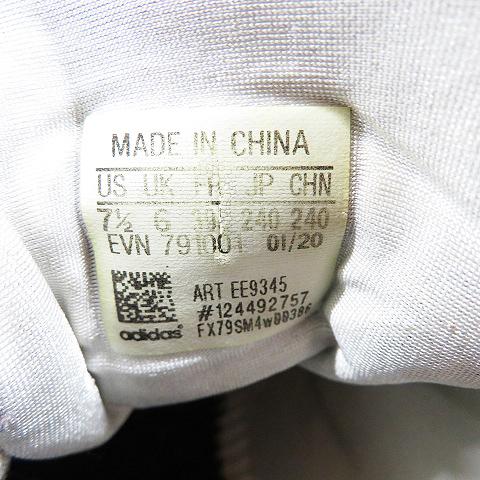 MADE IN CHINA
US UK FR JP CHN
7½ 6 39 240 240
EVN 791001 01/20
ART EE9345
#124492757
adidas